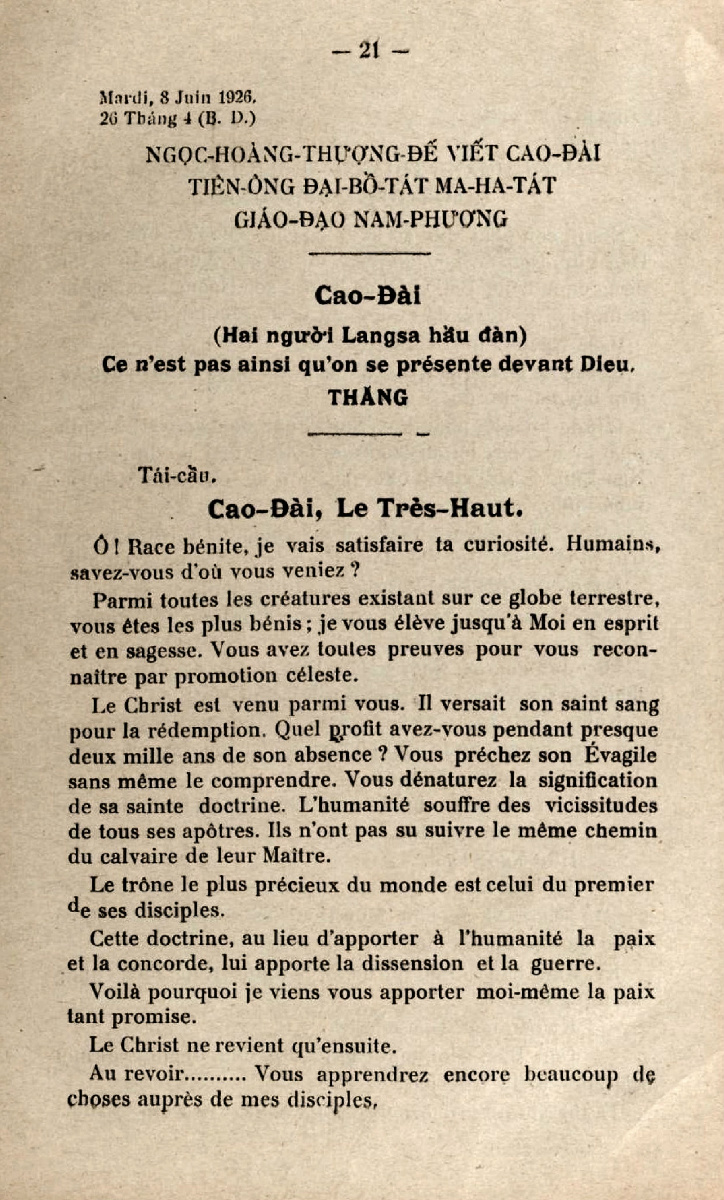 — 21 —
Mardi, 8 Juin 1926.
26 Tháng 4 (B. D.)
NGỌC-HOÀNG-THƯỢNG-ĐẾ VIẾT CAO-ĐÀI
TIÊN-ÔNG ĐẠI-BỒ-TÁT MA-HA-TÁT
GIÁO-ĐẠO NAM-PHƯƠNG
Cao-Đài
(Hai người Langsa hầu đàn)
Ce n'est pas ainsi qu'on se présente devant Dieu.
THĂNG
Tái-cầu.
Cao-Đài, Le Très-Haut.
Ô! Race bénite, je vais satisfaire ta curiosité. Humains,
savez-vous d'où vous veniez ?
Parmi toutes les créatures existant sur ce globe terrestre,
vous êtes les plus bénis ; je vous élève jusqu'à Moi en esprit
et en sagesse. Vous avez toutes preuves pour vous recon-
naître par promotion céleste.
Le Christ est venu parmi vous. Il versait son saint sang
pour la rédemption. Quel profit avez-vous pendant presque
deux mille ans de son absence ? Vous préchez son Évagile
sans même le comprendre. Vous dénaturez la signification
de sa sainte doctrine. L'humanité souffre des vicissitudes
de tous ses apôtres. Ils n'ont pas su suivre le même chemin
du calvaire de leur Maître.
Le trône le plus précieux du monde est celui du premier
de ses disciples.
Cette doctrine, au lieu d'apporter à l'humanité la paix
et la concorde, lui apporte la dissension et la guerre.
Voilà pourquoi je viens vous apporter moi-même la paix
tant promise.
Le Christ ne revient qu'ensuite.
Au revoir.......... Vous apprendrez encore beaucoup de
choses auprès de mes disciples,